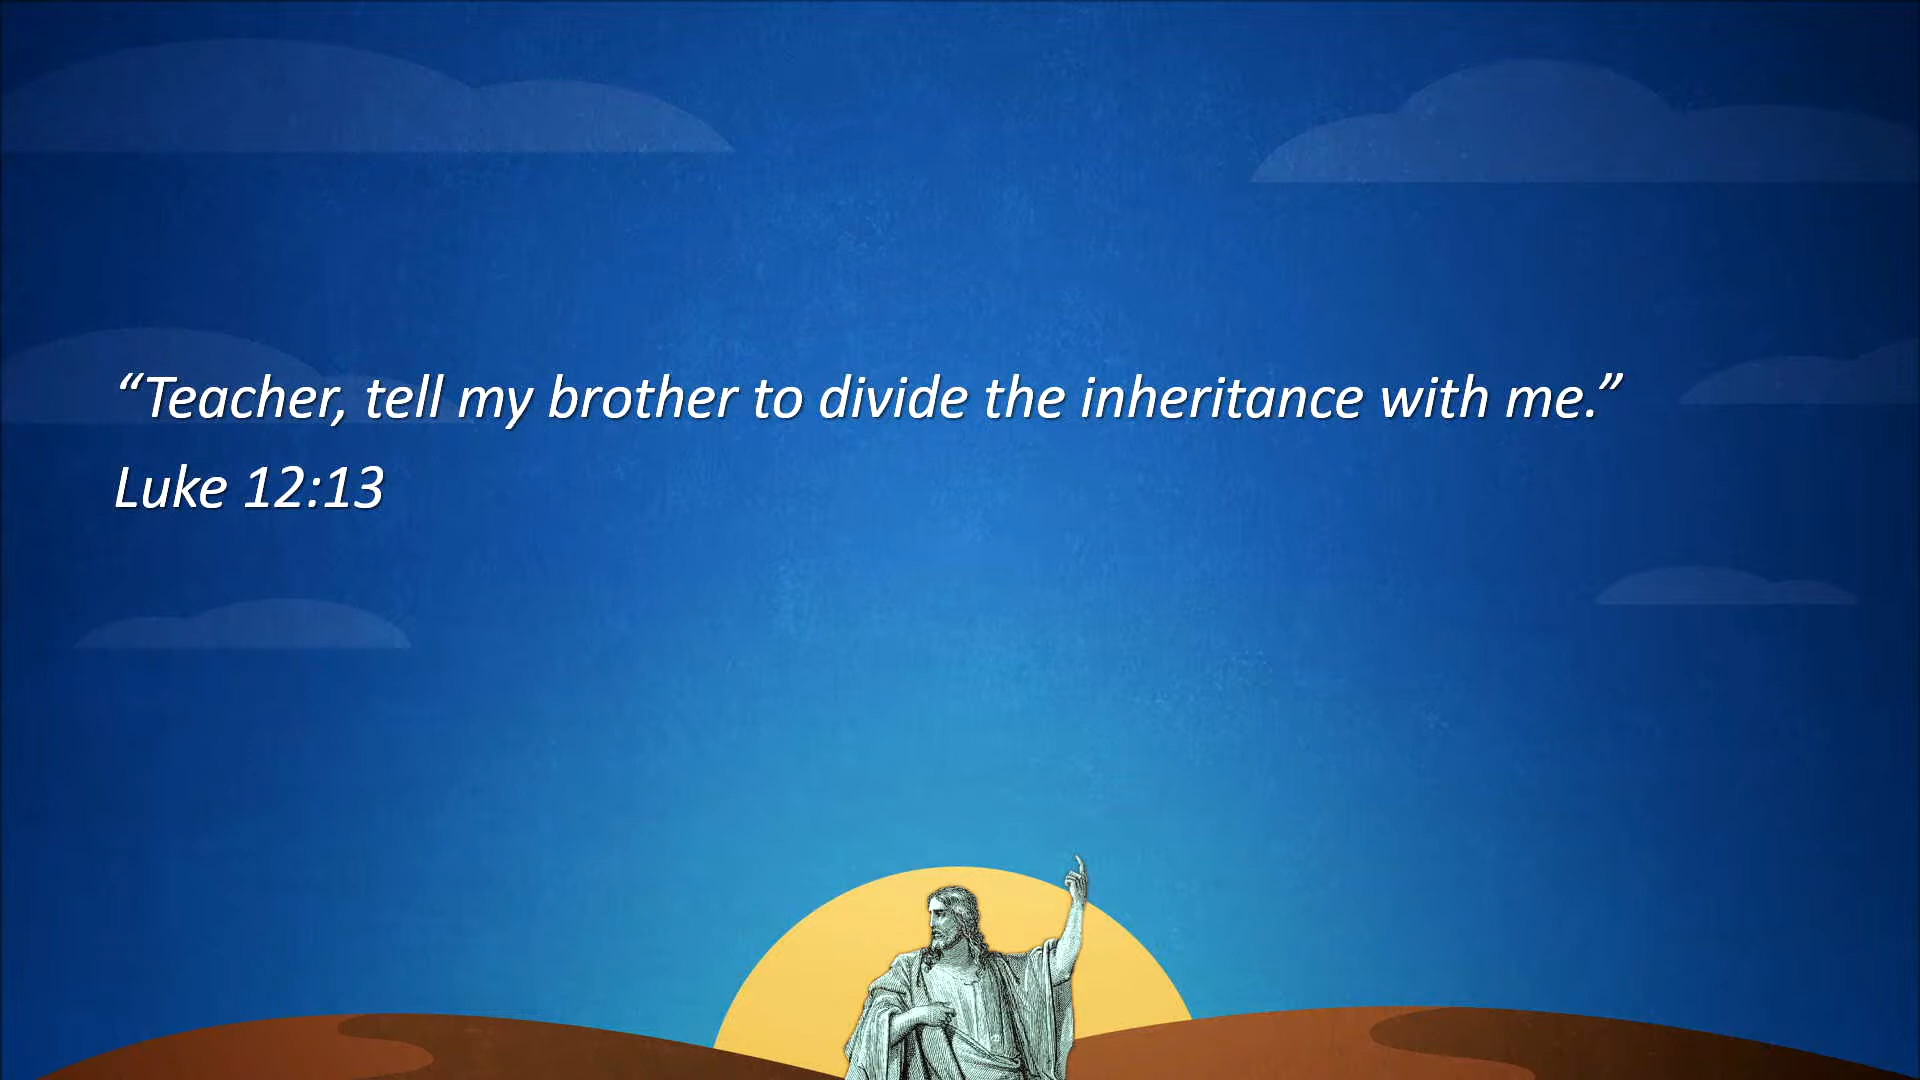 “Teacher, tell my brother to divide the inheritance with me.”
Luke 12:13